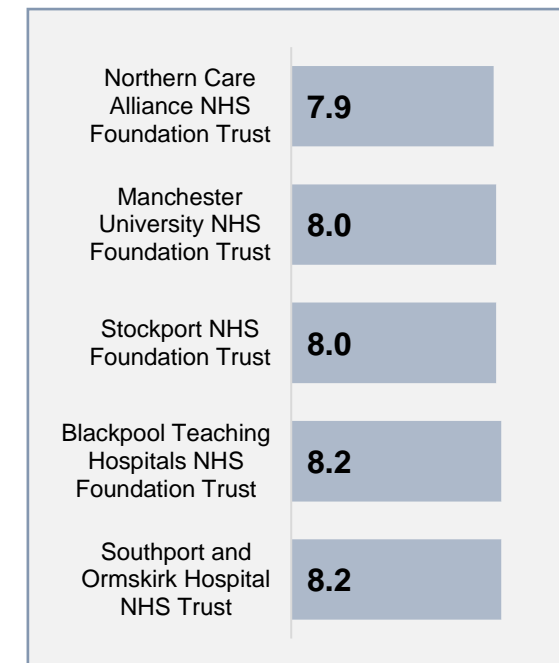 Northern Care
Alliance NHS
Foundation Trust
7.9
Manchester
University NHS
Foundation Trust
8.0
Stockport NHS
Foundation Trust
8.0
Blackpool Teaching
Hospitals NHS
Foundation Trust
8.2
Southport and
Ormskirk Hospital
NHS Trust
8.2